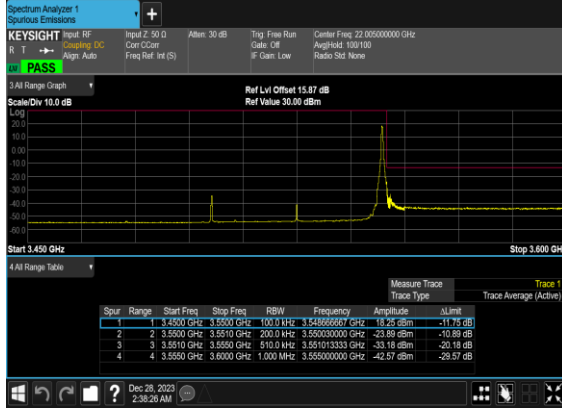 Spectrum Analyzer 1
Spurious Emissions
KEYSIGHT Input: RF Input Z: 50 Ω Atten: 30 dB Trig: Free Run Center Freq: 22.005000000 GHz
R T Coupling: DC Corr CCorr Gate: Off Avg|Hold: 100/100
Align: Auto Freq Ref: Int (S) IF Gain: Low Radio Std: None
PASS
3 All Range Graph
Ref Lvl Offset 15.87 dB
Scale/Div 10.0 dB Ref Value 30.00 dBm
Log
20.0
10.0
0.00
-10.0
-20.0
-30.0
-40.0
-50.0
-60.0
Start 3.450 GHz Stop 3.600 GH
4 All Range Table
Measure Trace Trace 1
Trace Type Trace Average (Active)
Spur Range Start Freq Stop Freq RBW Frequency Amplitude ΔLimit
1 1 3.4500 GHz 3.5500 GHz 100.0 kHz 3.548666667 GHz 18.25 dBm -11.75 dB
2 2 3.5500 GHz 3.5510 GHz 200.0 kHz 3.550030000 GHz -23.89 dBm -10.89 dB
3 3 3.5510 GHz 3.5550 GHz 510.0 kHz 3.551013333 GHz -33.18 dBm -20.18 dB
4 4 3.5550 GHz 3.6000 GHz 1.000 MHz 3.555000000 GHz -42.57 dBm -29.57 dB
Dec 28, 2023
2:38:26 AM